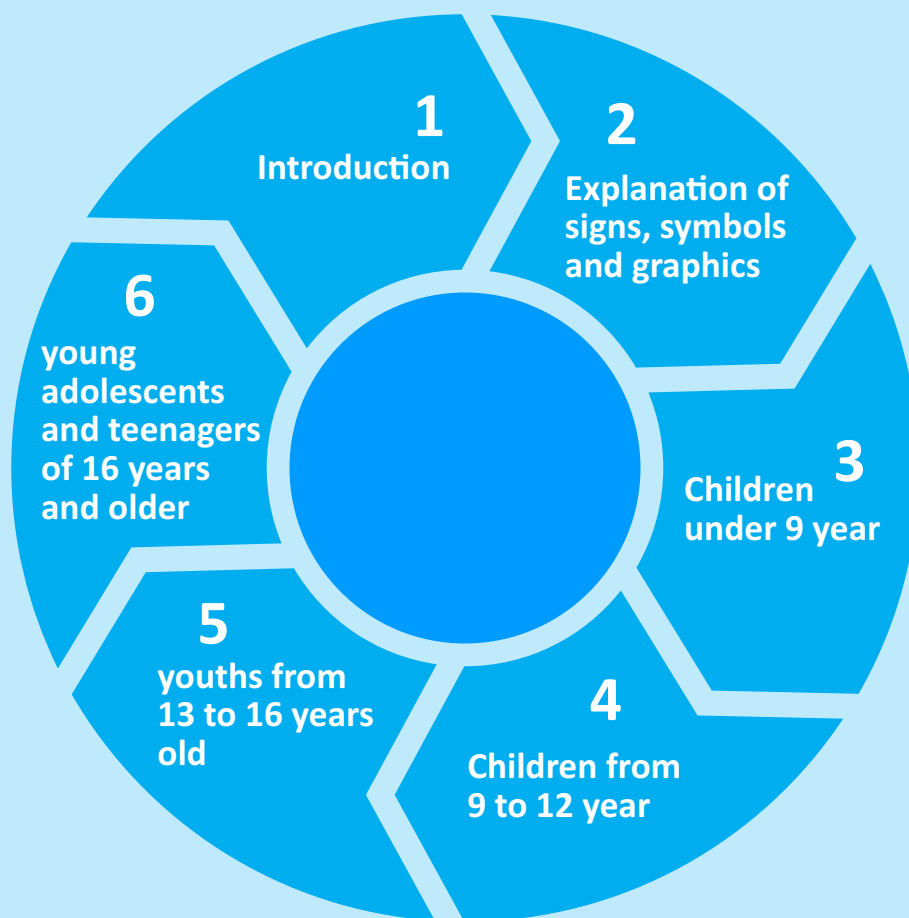 1
Introduction
2
Explanation of
signs, symbols
and graphics
3
Children
under 9 year
4
Children from
9 to 12 year
5
youths from
13 to 16 years
old
6
young
adolescents
and teenagers
of 16 years
and older